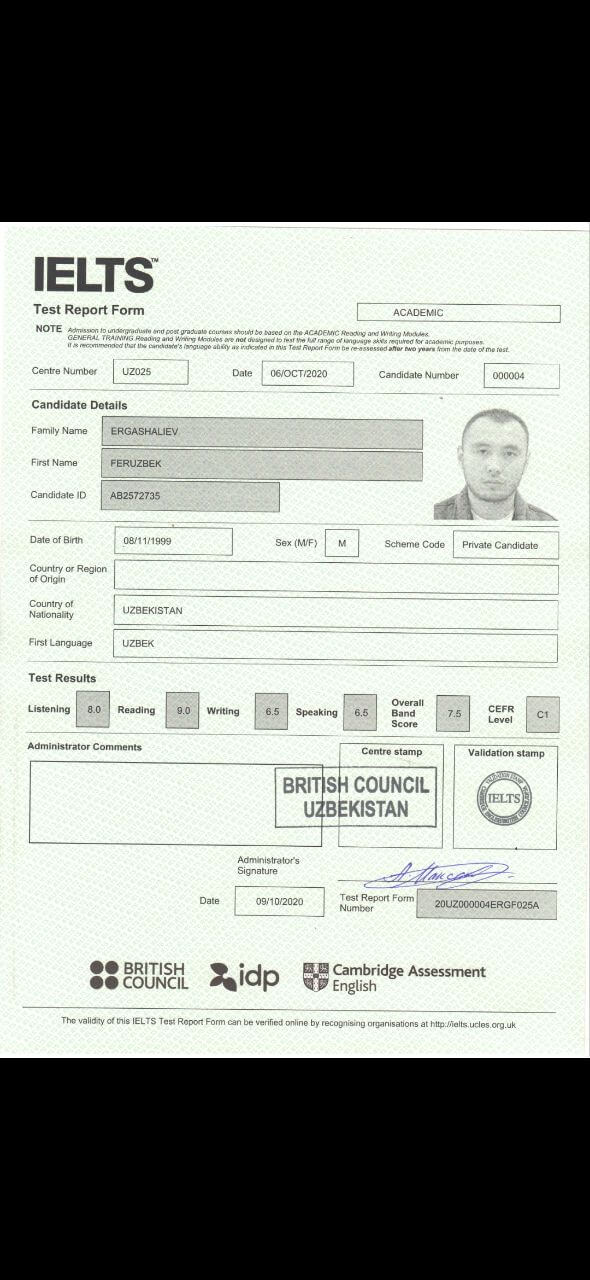 IELTS™
Test Report Form
ACADEMIC
NOTE Admission to undergraduate and post graduate courses should be based on the ACADEMIC Reading and Writing Modules.
GENERAL TRAINING Reading and Writing Modules are not designed to test the full range of language skills required for academic purposes.
It is recommended that the candidate's language ability as indicated in this Test Report Form be re-assessed after two years from the date of the test.
Centre Number UZ025 Date 06/OCT/2020 Candidate Number 000004
Candidate Details
Family Name ERGASHALIEV
First Name FERUZBEK
Candidate ID AB2572735
Date of Birth 08/11/1999 Sex (M/F) M Scheme Code Private Candidate
Country or Region
of Origin
Country of
Nationality UZBEKISTAN
First Language UZBEK
Test Results
Listening 8.0 Reading 9.0 Writing 6.5 Speaking 6.5 Overall Band Score 7.5 CEFR Level C1
Administrator Comments
Centre stamp
Validation stamp
BRITISH COUNCIL
UZBEKISTAN
IELTS
Administrator's
Signature
Date 09/10/2020 Test Report Form Number 20UZ000004ERGF025A
BRITISH
COUNCIL
idp
Cambridge Assessment
English
The validity of this IELTS Test Report Form can be verified online by recognising organisations at http://ielts.ucles.org.uk